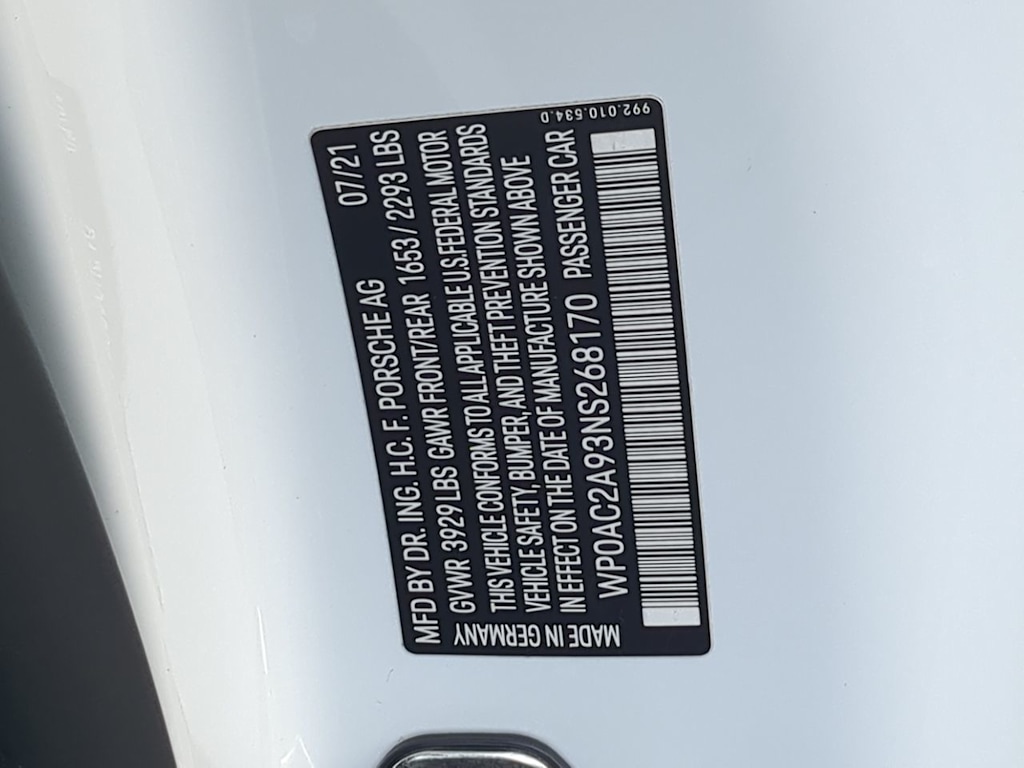 MFD BY DR. ING. H.C. F. PORSCHE AG 07/21
GVWR 3929 LBS GAWR FRONT/REAR 1653 / 2293 LBS
THIS VEHICLE CONFORMS TO ALL APPLICABLE U.S. FEDERAL MOTOR
VEHICLE SAFETY, BUMPER, AND THEFT PREVENTION STANDARDS
IN EFFECT ON THE DATE OF MANUFACTURE SHOWN ABOVE
WP0AC2A93NS268170 PASSENGER CAR
MADE IN GERMANY
992.010.534.D